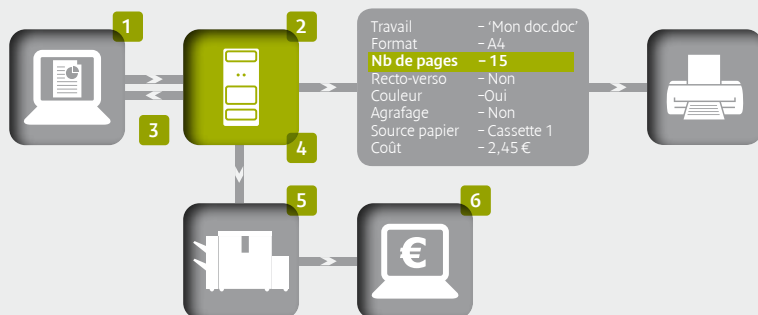 1
2
Travail – ‘Mon doc.doc’
Format – A4
Nb de pages – 15
Recto-verso – Non
Couleur –Oui
Agrafage – Non
Source papier – Cassette 1
Coût – 2,45 €
3
4
5
6
€